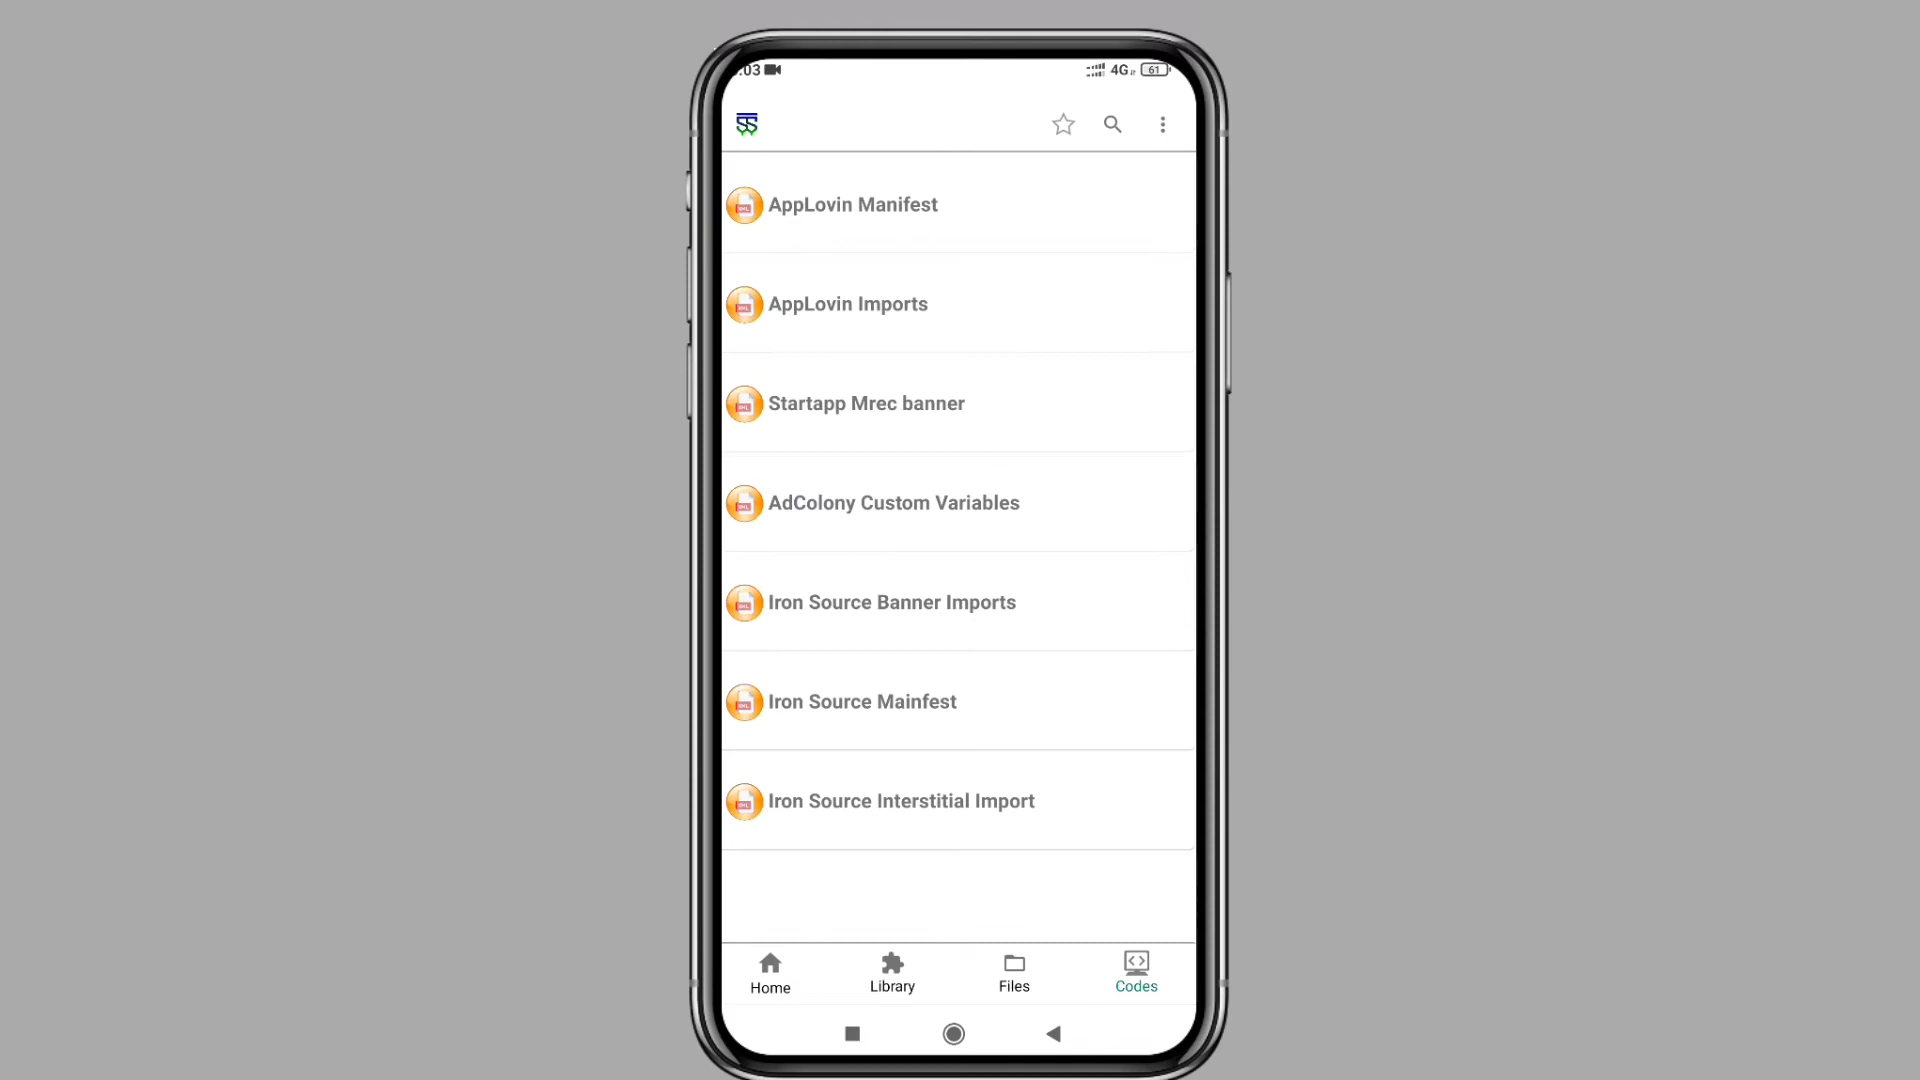 :03
4G 61
AppLovin Manifest
AppLovin Imports
Startapp Mrec banner
AdColony Custom Variables
Iron Source Banner Imports
Iron Source Mainfest
Iron Source Interstitial Import
Home
Library
Files
Codes